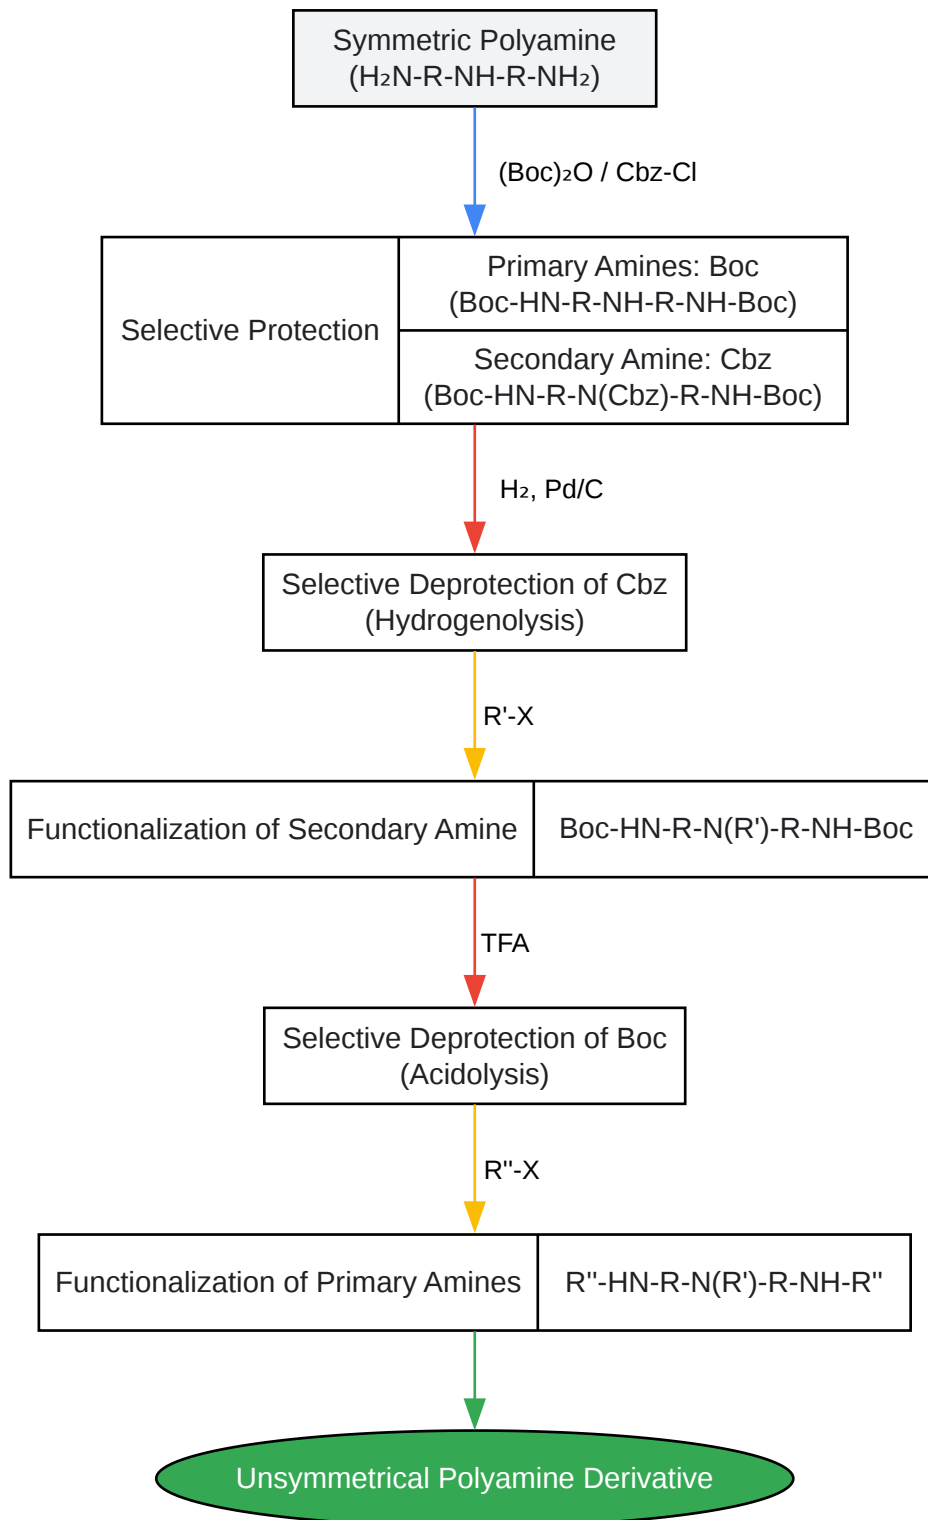 Symmetric Polyamine
(H₂N-R-NH-R-NH₂)
(Boc)₂O / Cbz-Cl
Selective Protection
Primary Amines: Boc
(Boc-HN-R-NH-R-NH-Boc)
Secondary Amine: Cbz
(Boc-HN-R-N(Cbz)-R-NH-Boc)
H₂, Pd/C
Selective Deprotection of Cbz
(Hydrogenolysis)
R'-X
Functionalization of Secondary Amine
Boc-HN-R-N(R')-R-NH-Boc
TFA
Selective Deprotection of Boc
(Acidolysis)
R''-X
Functionalization of Primary Amines
R''-HN-R-N(R')-R-NH-R''
Unsymmetrical Polyamine Derivative